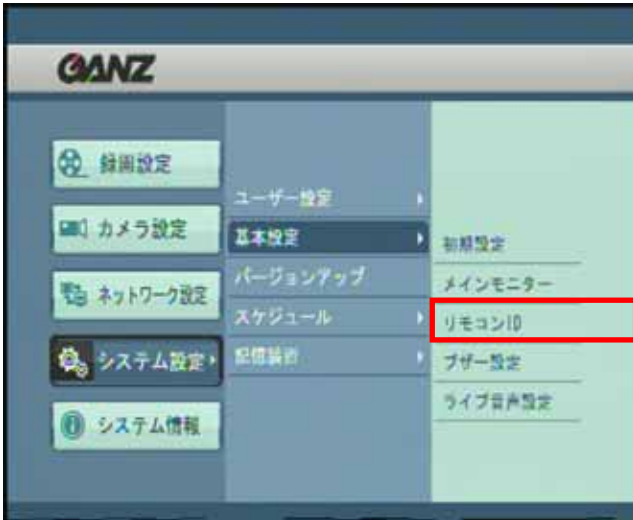 GANZ
録画設定
カメラ設定
ネットワーク設定
システム設定
システム情報
ユーザー設定
基本設定
バージョンアップ
スケジュール
記憶装置
初期設定
メインモニター
リモコンID
ブザー設定
ライブ音声設定